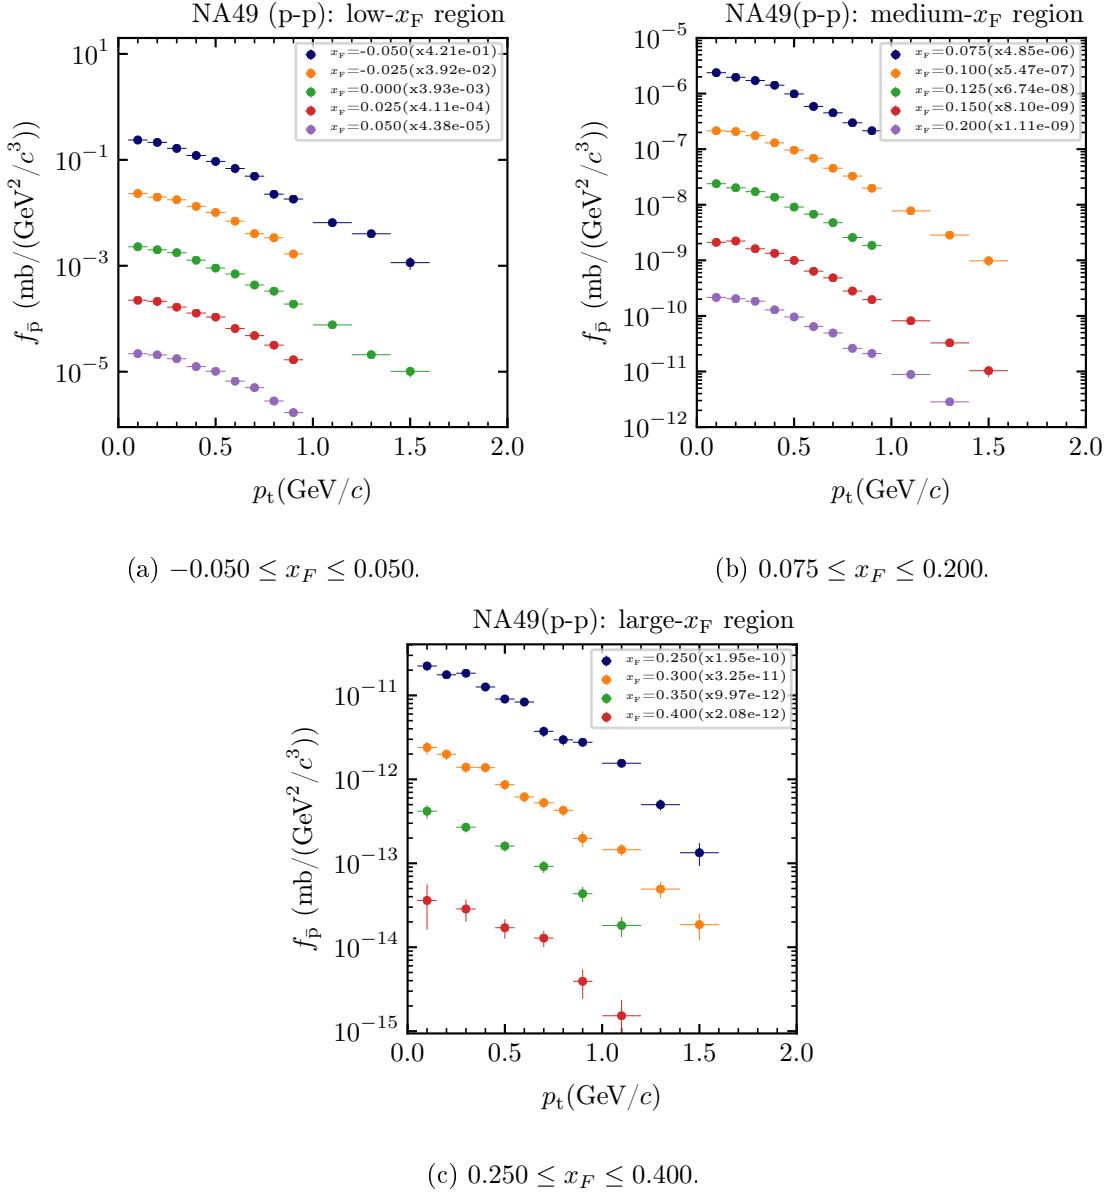 NA49 (p-p): low-x_F region
x_F=-0.050(x4.21e-01)
x_F=-0.025(x3.92e-02)
x_F=0.000(x3.93e-03)
x_F=0.025(x4.11e-04)
x_F=0.050(x4.38e-05)
10^1
10^−1
10^−3
10^−5
f_p̄ (mb/(GeV^2/c^3))
0.0 0.5 1.0 1.5 2.0
p_t(GeV/c)
(a) −0.050 ≤ x_F ≤ 0.050.
NA49(p-p): medium-x_F region
x_F=0.075(x4.85e-06)
x_F=0.100(x5.47e-07)
x_F=0.125(x6.74e-08)
x_F=0.150(x8.10e-09)
x_F=0.200(x1.11e-09)
10^−5
10^−6
10^−7
10^−8
10^−9
10^−10
10^−11
10^−12
f_p̄ (mb/(GeV^2/c^3))
0.0 0.5 1.0 1.5 2.0
p_t(GeV/c)
(b) 0.075 ≤ x_F ≤ 0.200.
NA49(p-p): large-x_F region
x_F=0.250(x1.95e-10)
x_F=0.300(x3.25e-11)
x_F=0.350(x9.97e-12)
x_F=0.400(x2.08e-12)
10^−11
10^−12
10^−13
10^−14
10^−15
f_p̄ (mb/(GeV^2/c^3))
0.0 0.5 1.0 1.5 2.0
p_t(GeV/c)
(c) 0.250 ≤ x_F ≤ 0.400.